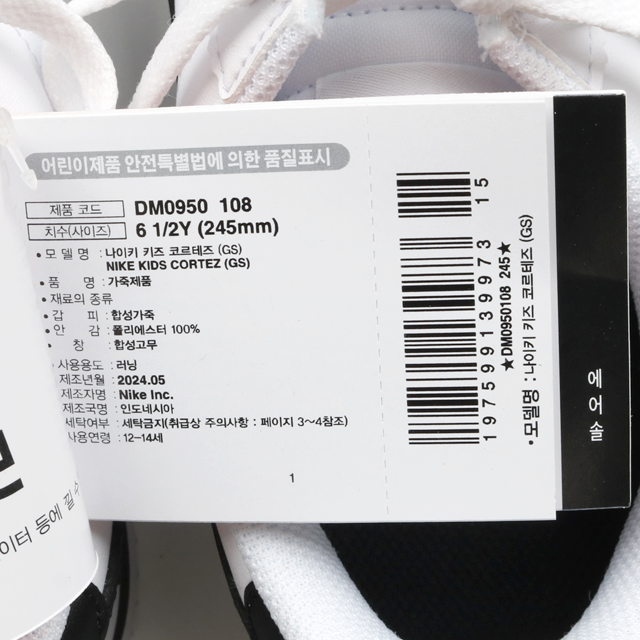 어린이제품 안전특별법에 의한 품질표시
제품 코드 DM0950 108
치수(사이즈) 6 1/2Y (245mm)
• 모 델 명 : 나이키 키즈 코르테즈 (GS)
NIKE KIDS CORTEZ (GS)
• 품 명 : 가죽제품
• 재료의 종류
• 갑 피 : 합성가죽
• 안 감 : 폴리에스터 100%
• 창 : 합성고무
사용용도 : 러닝
제조년월 : 2024.05
제조자명 : Nike Inc.
제조국명 : 인도네시아
세탁여부 : 세탁금지(취급상 주의사항 : 페이지 3~4참조)
사용연령 : 12-14세
1
15
197599139973
★DM0950108 245★
• 모델명 : 나이키 키즈 코르테즈 (GS)
에어솔
이터 등에 필